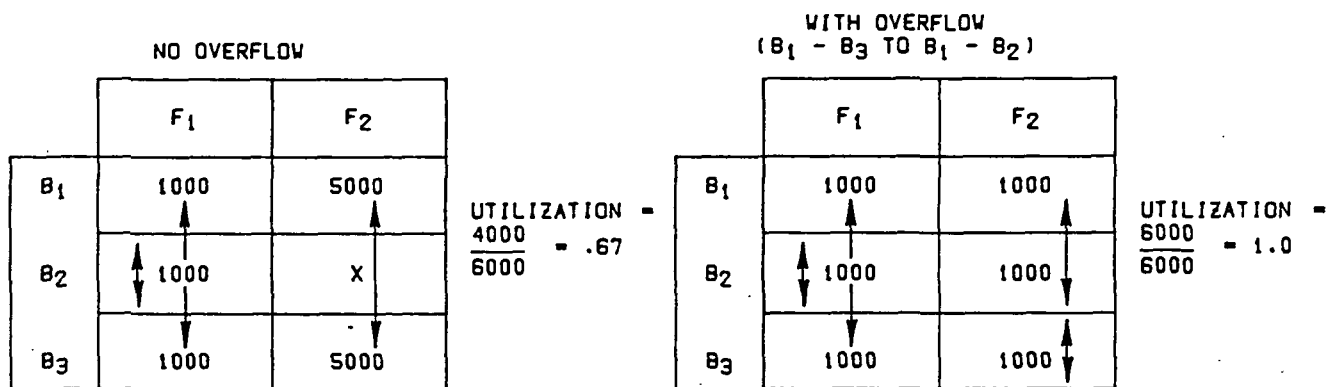 NO OVERFLOW
F1 F2
B1 1000 5000
B2 1000 X
B3 1000 5000
UTILIZATION =
4000
6000 = .67
WITH OVERFLOW
(B1 - B3 TO B1 - B2)
F1 F2
B1 1000 1000
B2 1000 1000
B3 1000 1000
UTILIZATION =
6000
6000 = 1.0